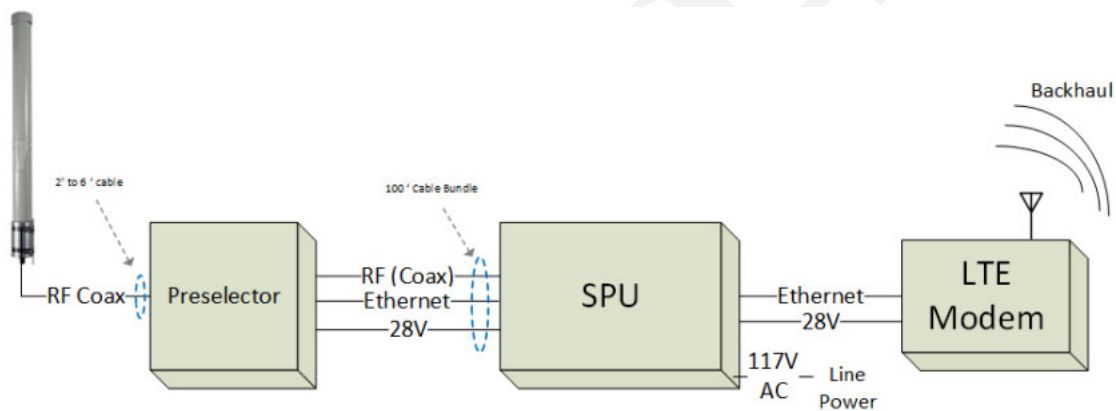 Backhaul
2' to 6 ' cable
100 ' Cable Bundle
RF Coax
Preselector
RF (Coax)
Ethernet
28V
SPU
Ethernet
28V
LTE
Modem
117V
AC
Line
Power